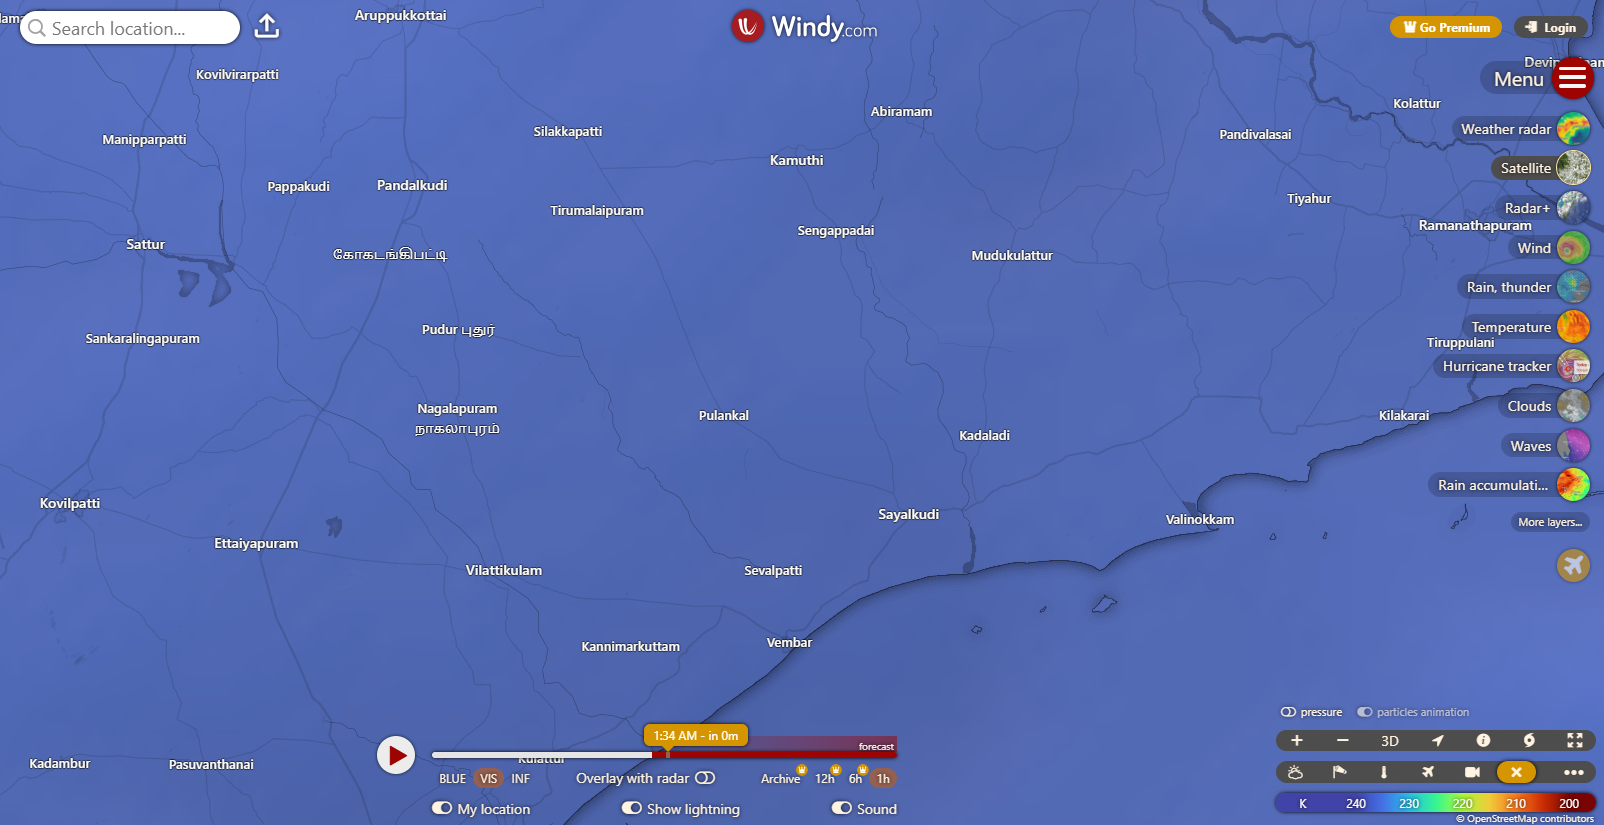 Search location...
Windy.com
Go Premium
Login
Menu
Weather radar
Satellite
Radar+
Wind
Rain, thunder
Temperature
Hurricane tracker
Clouds
Waves
Rain accumulati...
More layers...
Aruppukkottai
Kovilvirarpatti
Manipparpatti
Silakkapatti
Abiramam
Kolattur
Pandivalasai
Kamuthi
Pappakudi
Pandalkudi
Tirumalaipuram
Tiyahur
Sengappadai
Ramanathapuram
Sattur
கோகடங்கிபட்டி
Mudukulattur
Pudur புதூர்
Sankaralingapuram
Tiruppulani
Nagalapuram
நாகலாபுரம்
Pulankal
Kilakarai
Kadaladi
Kovilpatti
Sayalkudi
Valinokkam
Ettaiyapuram
Vilattikulam
Sevalpatti
Kannimarkuttam
Vembar
Kadambur
Pasuvanthanai
Kulattur
1:34 AM - in 0m
forecast
BLUE VIS INF
Overlay with radar
Archive 12h 6h 1h
My location
Show lightning
Sound
pressure
particles animation
3D
K 240 230 220 210 200
© OpenStreetMap contributors